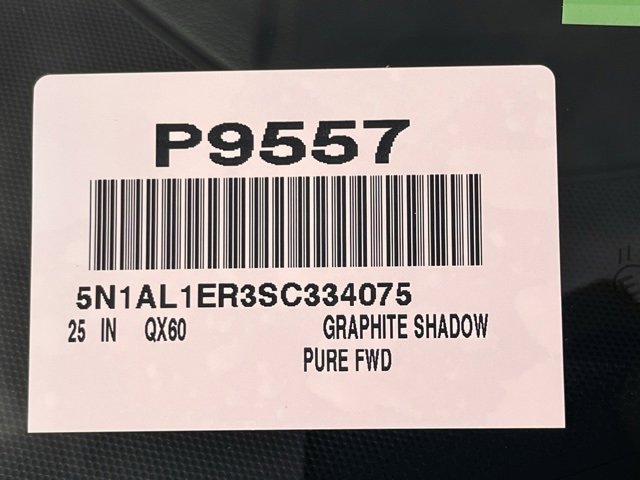 P9557
5N1AL1ER3SC334075
25 IN QX60 GRAPHITE SHADOW
PURE FWD